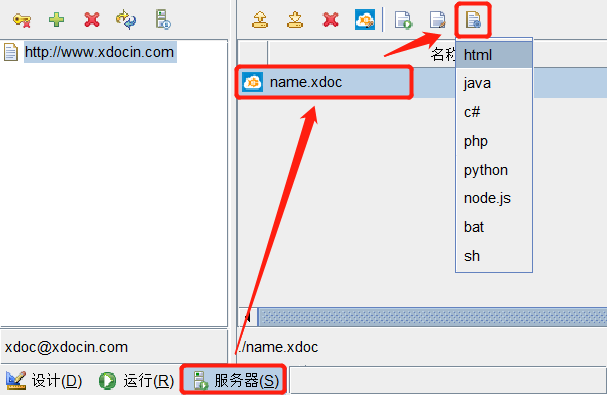 http://www.xdocin.com
名称
name.xdoc
html
java
c#
php
python
node.js
bat
sh
xdoc@xdocin.com
./name.xdoc
设计(D)
运行(R)
服务器(S)